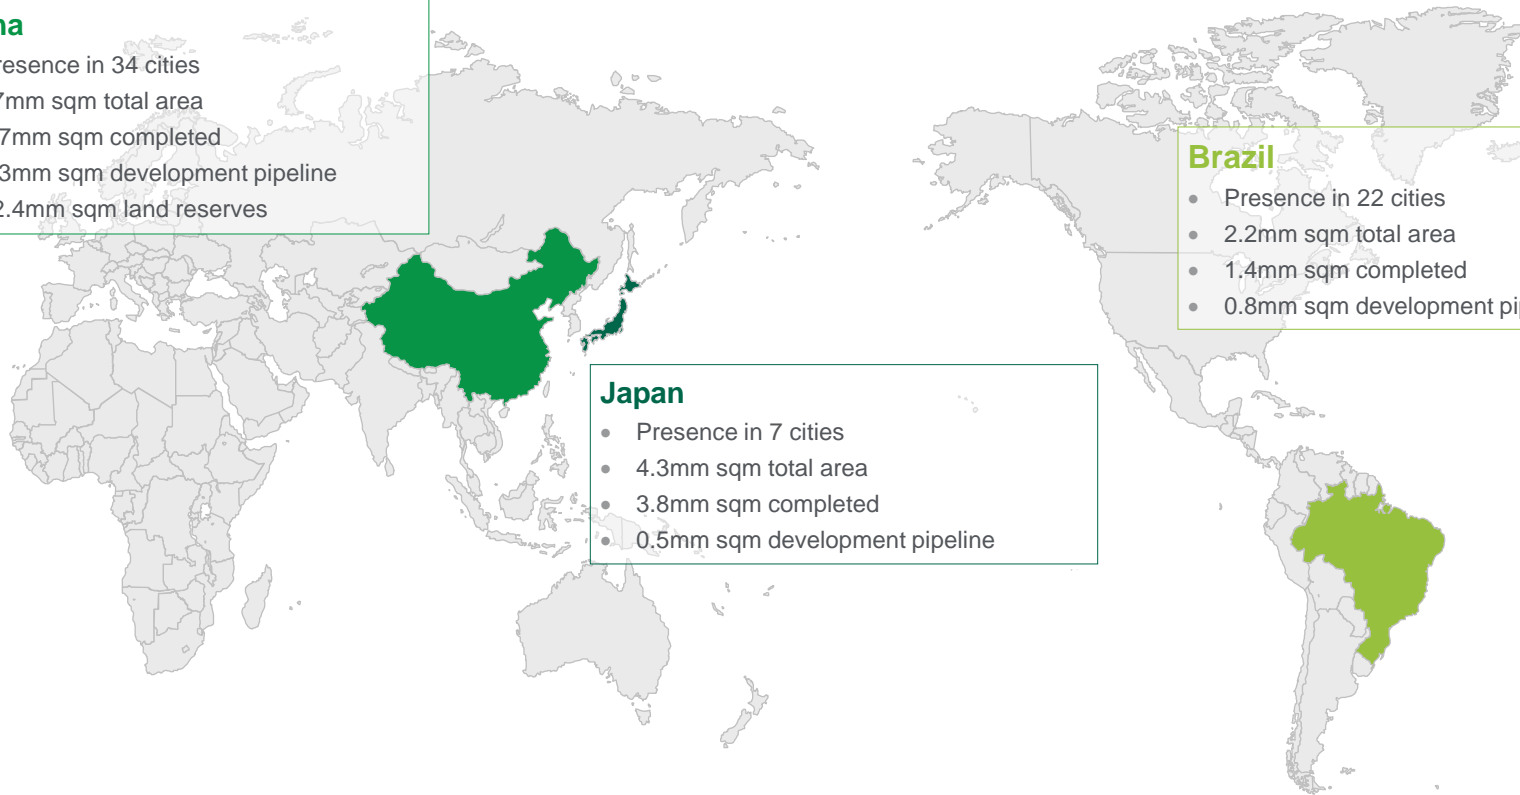 na
resence in 34 cities
7mm sqm total area
7mm sqm completed
3mm sqm development pipeline
2.4mm sqm land reserves
Brazil
Presence in 22 cities
2.2mm sqm total area
1.4mm sqm completed
0.8mm sqm development pi
Japan
Presence in 7 cities
4.3mm sqm total area
3.8mm sqm completed
0.5mm sqm development pipeline